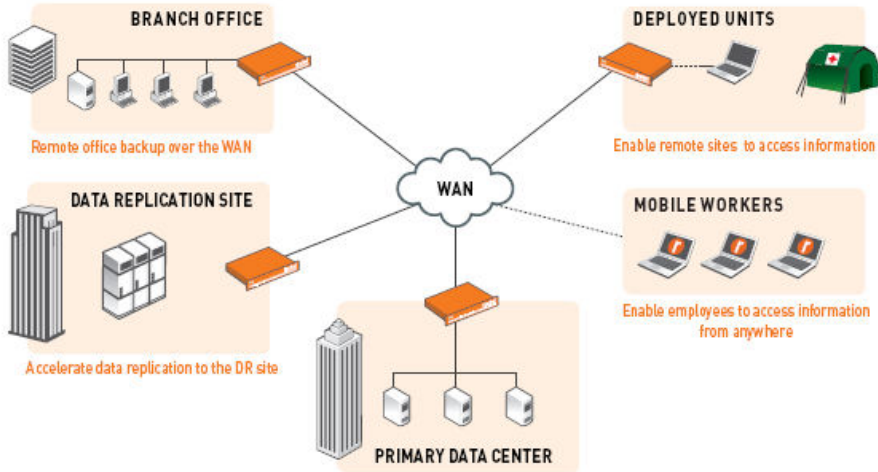 BRANCH OFFICE
Remote office backup over the WAN
DEPLOYED UNITS
Enable remote sites to access information
WAN
DATA REPLICATION SITE
Accelerate data replication to the DR site
MOBILE WORKERS
Enable employees to access information
from anywhere
PRIMARY DATA CENTER